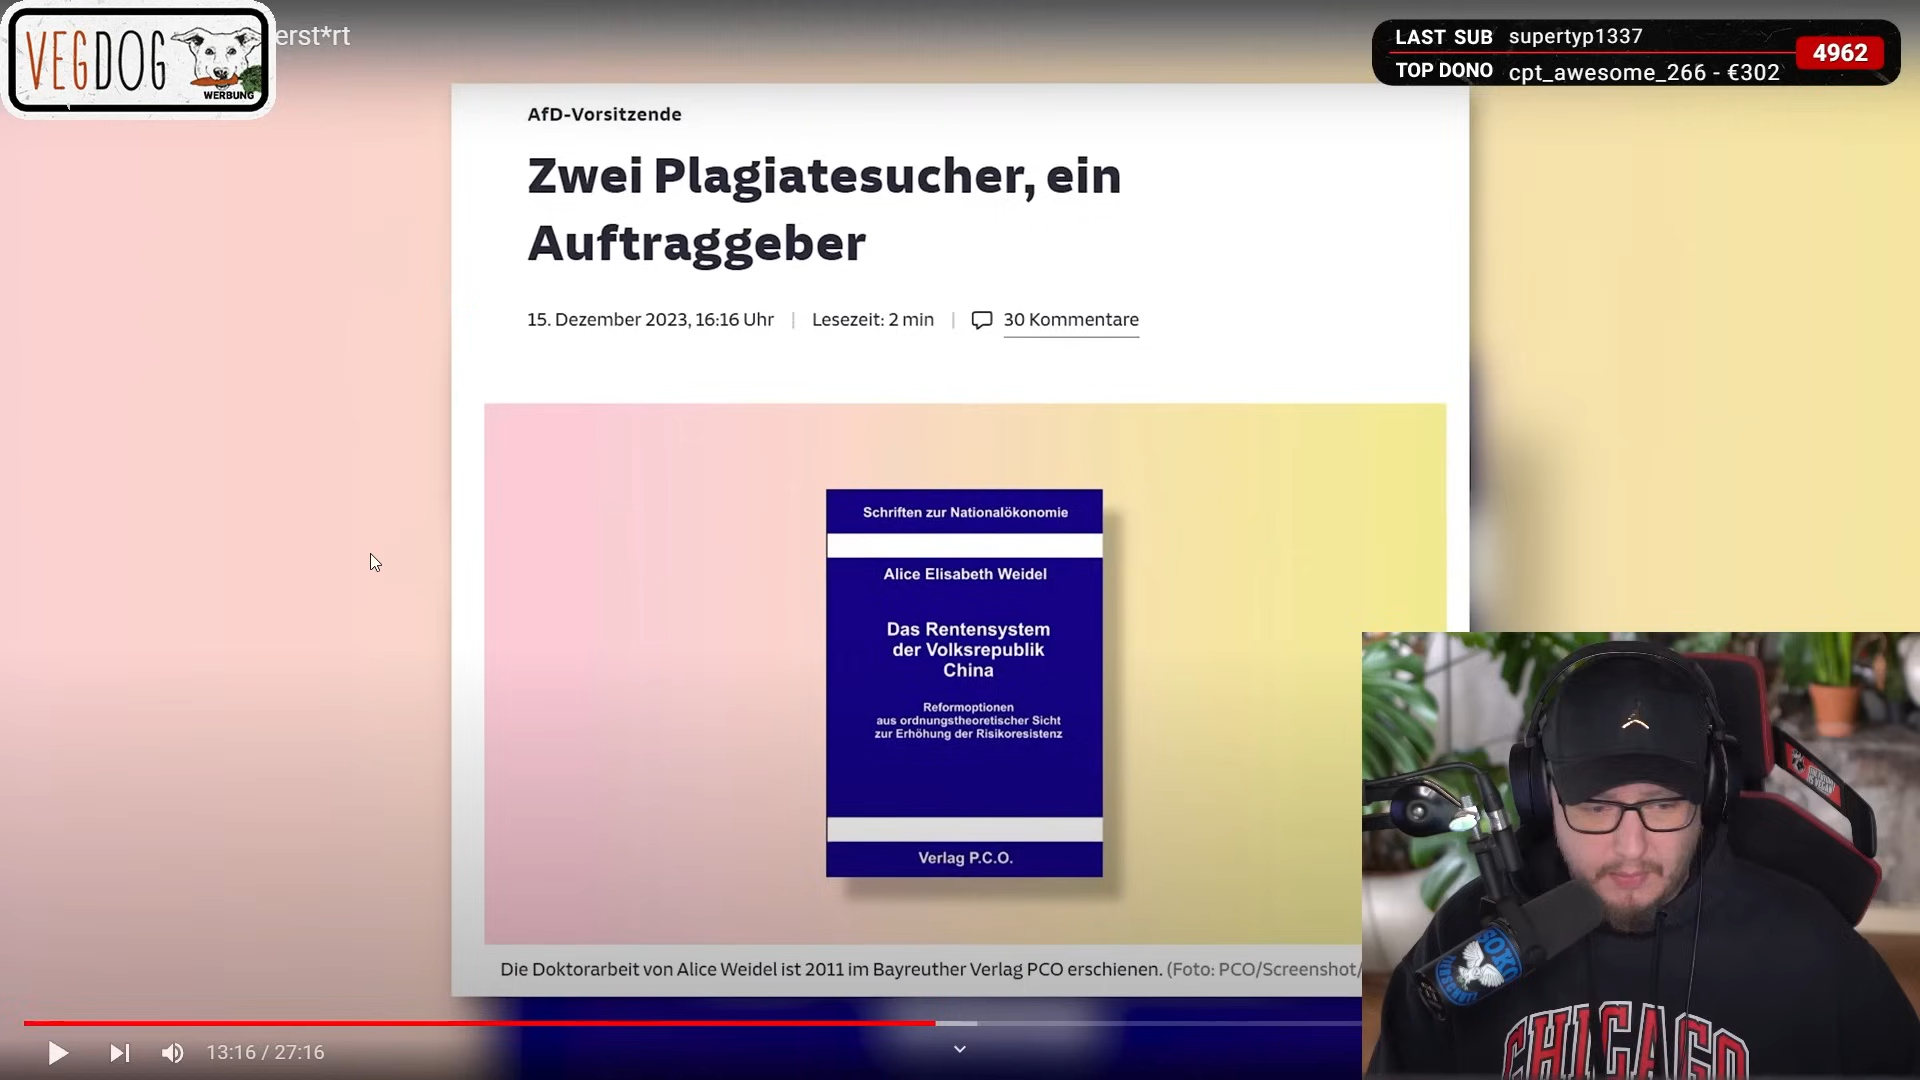 VEGDOG
WERBUNG
erst*rt
LAST SUB supertyp1337
TOP DONO cpt_awesome_266 - €302
4962
AfD-Vorsitzende
Zwei Plagiatesucher, ein
Auftraggeber
15. Dezember 2023, 16:16 Uhr | Lesezeit: 2 min | 30 Kommentare
Schriften zur Nationalökonomie
Alice Elisabeth Weidel
Das Rentensystem
der Volksrepublik
China
Reformoptionen
aus ordnungstheoretischer Sicht
zur Erhöhung der Risikoresistenz
Verlag P.C.O.
Die Doktorarbeit von Alice Weidel ist 2011 im Bayreuther Verlag PCO erschienen. (Foto: PCO/Screenshot/
13:16 / 27:16
SOKO
TIERSCHUTZ
CHICAGO